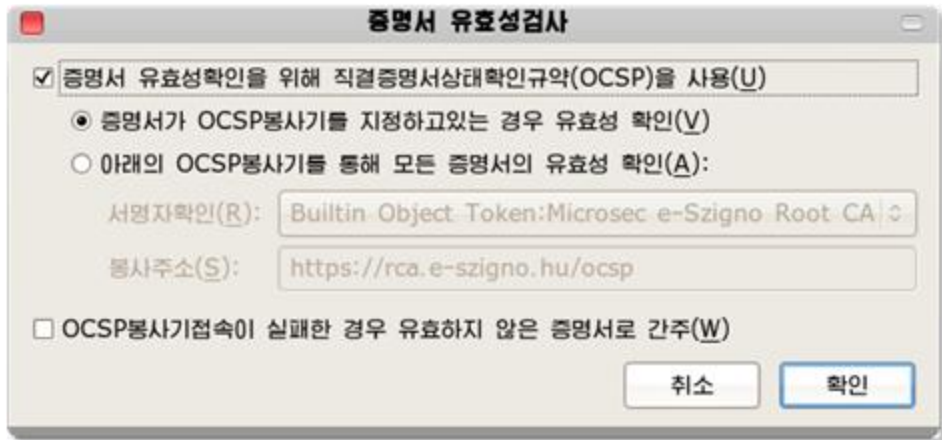 증명서 유효성검사
증명서 유효성확인을 위해 직결증명서상태확인규약(OCSP)을 사용(U)
증명서가 OCSP봉사기를 지정하고있는 경우 유효성 확인(V)
아래의 OCSP봉사기를 통해 모든 증명서의 유효성 확인(A):
서명자확인(R): Builtin Object Token:Microsec e-Szigno Root CA
봉사주소(S): https://rca.e-szigno.hu/ocsp
OCSP봉사기접속이 실패한 경우 유효하지 않은 증명서로 간주(W)
취소 확인